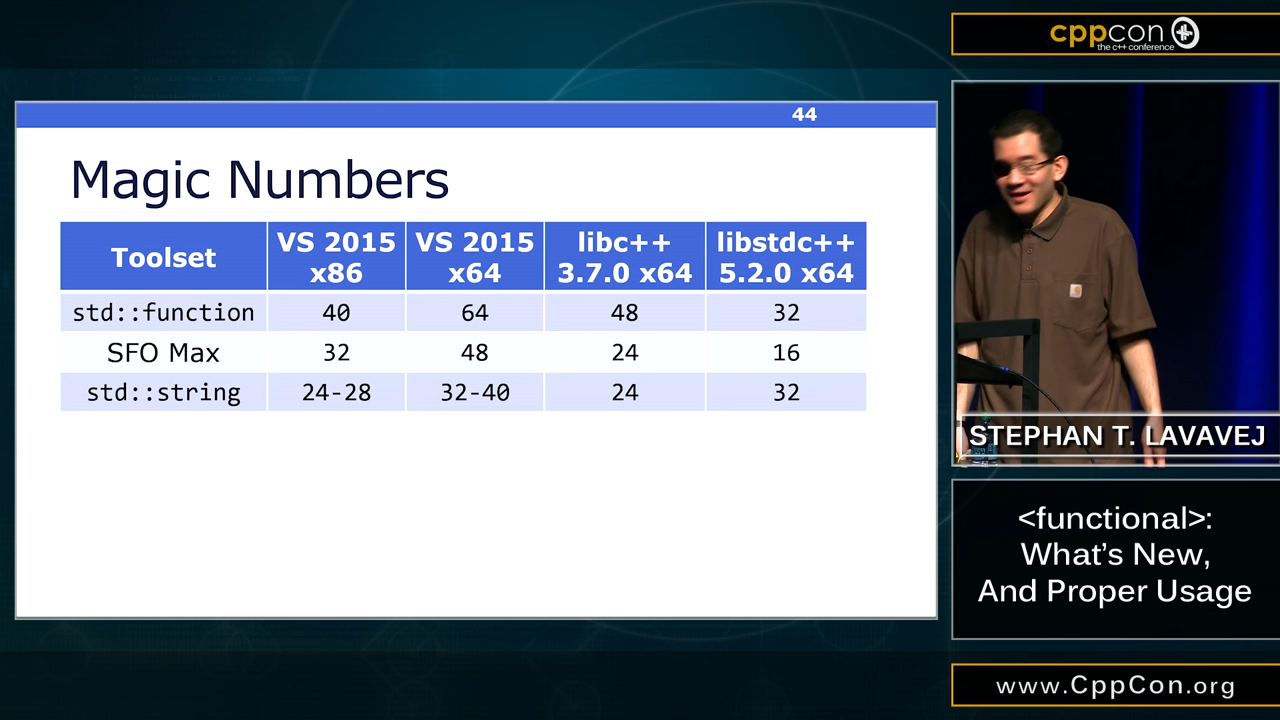 cppcon
the c++ conference
44
Magic Numbers
Toolset
VS 2015 x86
VS 2015 x64
libc++ 3.7.0 x64
libstdc++ 5.2.0 x64
std::function 40 64 48 32
SFO Max 32 48 24 16
std::string 24-28 32-40 24 32
STEPHAN T. LAVAVEJ
<functional>:
What's New,
And Proper Usage
www.CppCon.org